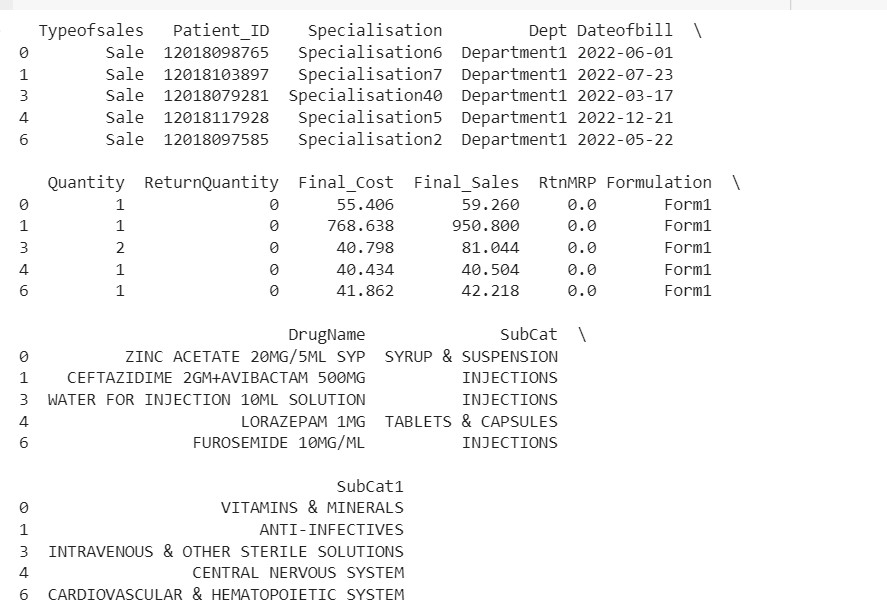 Typeofsales Patient_ID Specialisation Dept Dateofbill \
0 Sale 12018098765 Specialisation6 Department1 2022-06-01
1 Sale 12018103897 Specialisation7 Department1 2022-07-23
3 Sale 12018079281 Specialisation40 Department1 2022-03-17
4 Sale 12018117928 Specialisation5 Department1 2022-12-21
6 Sale 12018097585 Specialisation2 Department1 2022-05-22
Quantity ReturnQuantity Final_Cost Final_Sales RtnMRP Formulation \
0 1 0 55.406 59.260 0.0 Form1
1 1 0 768.638 950.800 0.0 Form1
3 2 0 40.798 81.044 0.0 Form1
4 1 0 40.434 40.504 0.0 Form1
6 1 0 41.862 42.218 0.0 Form1
DrugName SubCat \
0 ZINC ACETATE 20MG/5ML SYP SYRUP & SUSPENSION
1 CEFTAZIDIME 2GM+AVIBACTAM 500MG INJECTIONS
3 WATER FOR INJECTION 10ML SOLUTION INJECTIONS
4 LORAZEPAM 1MG TABLETS & CAPSULES
6 FUROSEMIDE 10MG/ML INJECTIONS
SubCat1
0 VITAMINS & MINERALS
1 ANTI-INFECTIVES
3 INTRAVENOUS & OTHER STERILE SOLUTIONS
4 CENTRAL NERVOUS SYSTEM
6 CARDIOVASCULAR & HEMATOPOIETIC SYSTEM